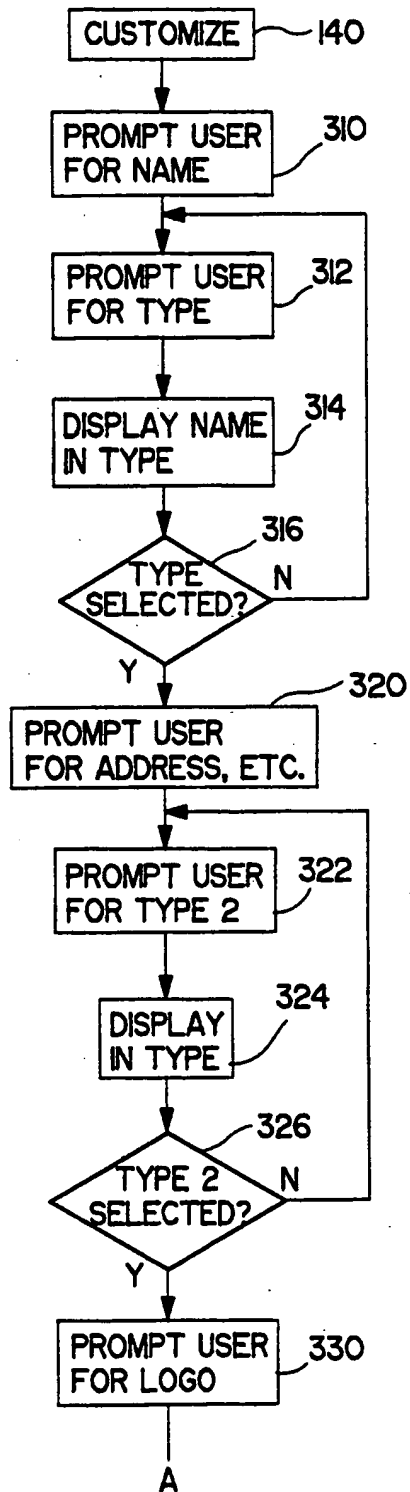 CUSTOMIZE
140
PROMPT USER
FOR NAME
310
PROMPT USER
FOR TYPE
312
DISPLAY NAME
IN TYPE
314
316
TYPE
SELECTED?
N
Y
320
PROMPT USER
FOR ADDRESS, ETC.
PROMPT USER
FOR TYPE 2
322
DISPLAY
IN TYPE
324
326
TYPE 2
SELECTED?
N
Y
PROMPT USER
FOR LOGO
330
A